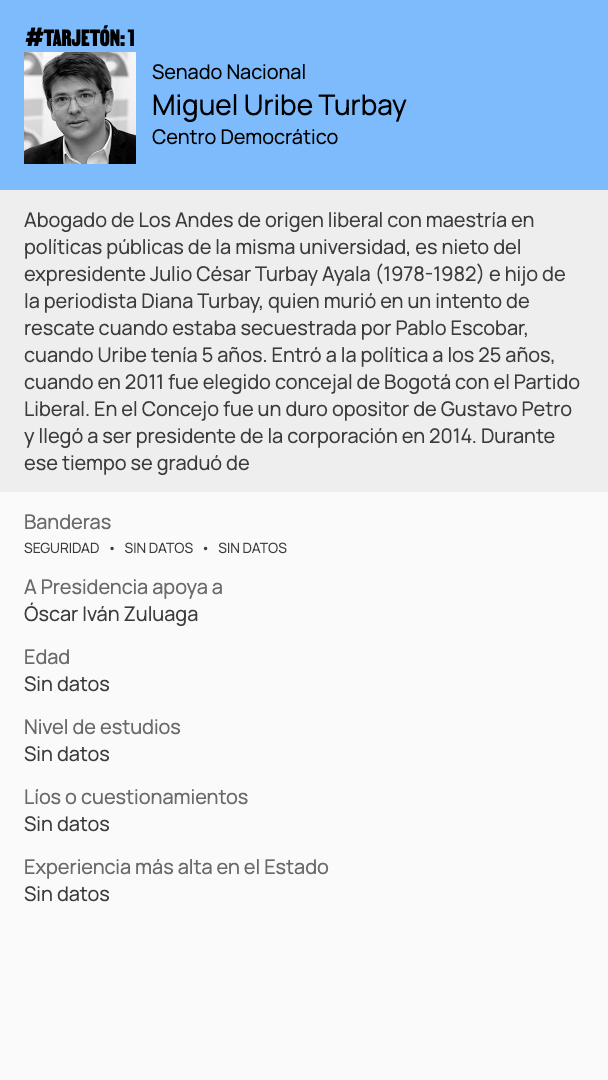 #TARJETÓN: 1
Senado Nacional
Miguel Uribe Turbay
Centro Democrático
Abogado de Los Andes de origen liberal con maestría en
políticas públicas de la misma universidad, es nieto del
expresidente Julio César Turbay Ayala (1978-1982) e hijo de
la periodista Diana Turbay, quien murió en un intento de
rescate cuando estaba secuestrada por Pablo Escobar,
cuando Uribe tenía 5 años. Entró a la política a los 25 años,
cuando en 2011 fue elegido concejal de Bogotá con el Partido
Liberal. En el Concejo fue un duro opositor de Gustavo Petro
y llegó a ser presidente de la corporación en 2014. Durante
ese tiempo se graduó de
Banderas
SEGURIDAD • SIN DATOS • SIN DATOS
A Presidencia apoya a
Óscar Iván Zuluaga
Edad
Sin datos
Nivel de estudios
Sin datos
Líos o cuestionamientos
Sin datos
Experiencia más alta en el Estado
Sin datos